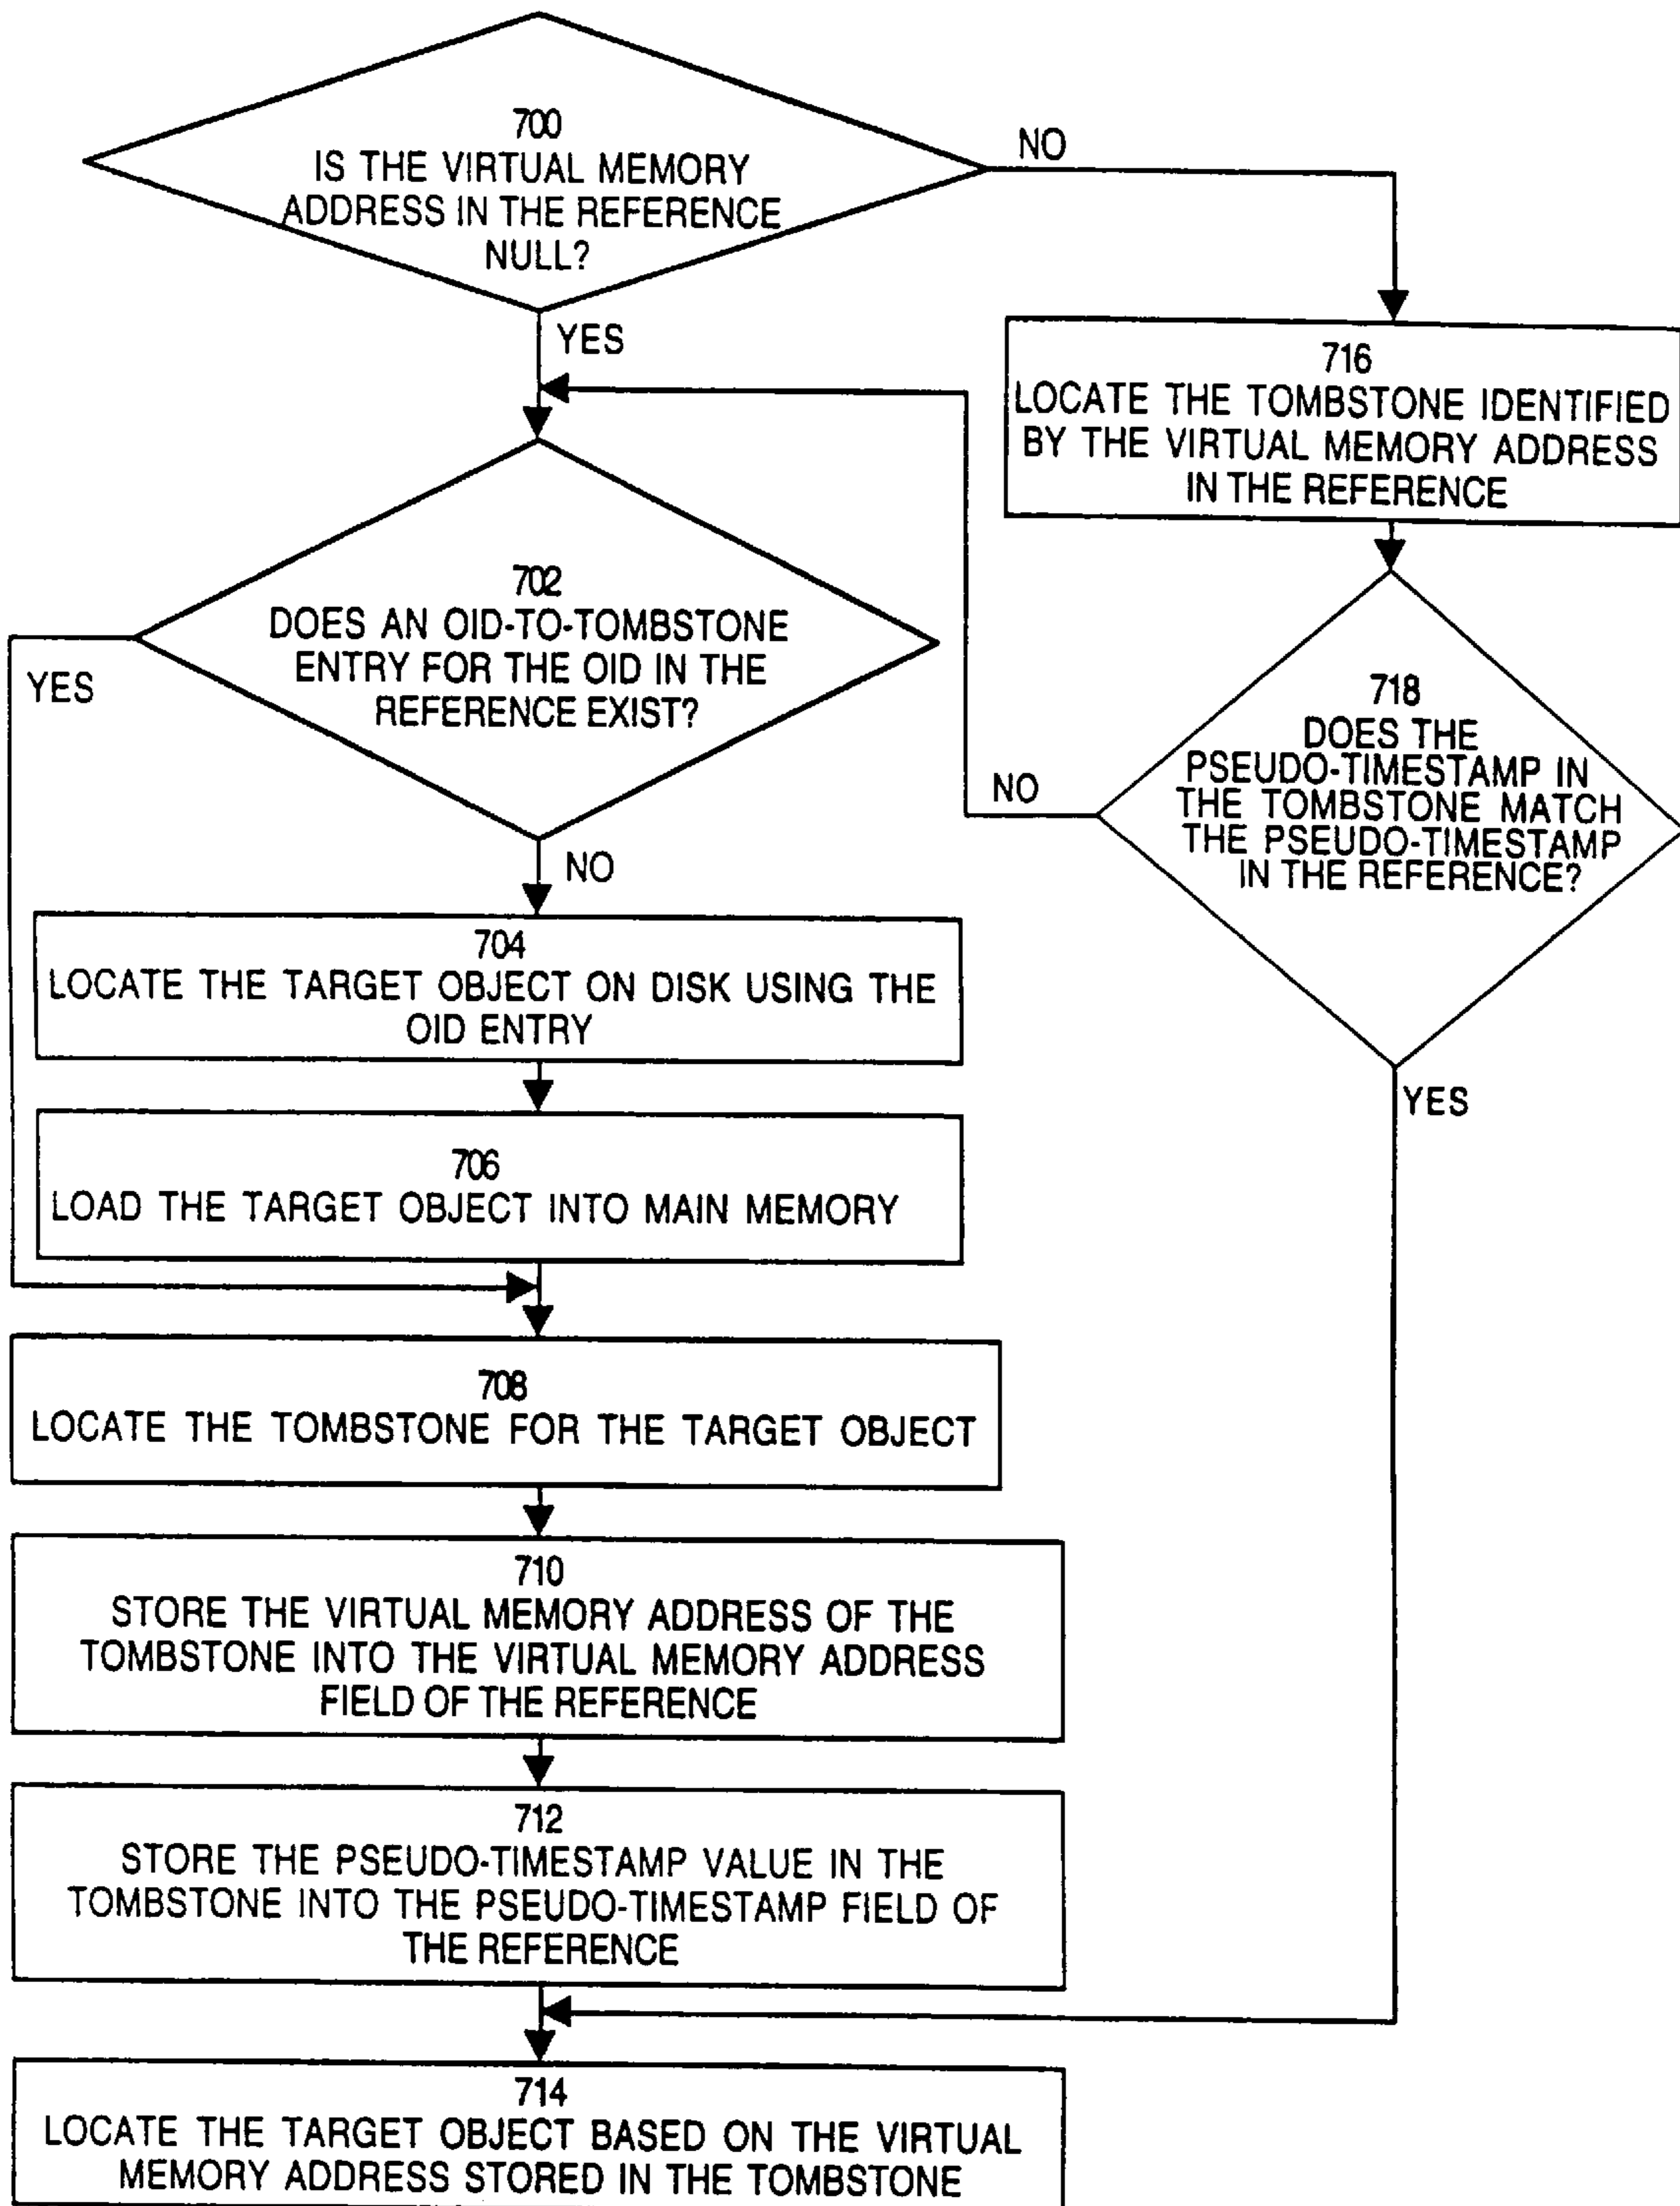 700
IS THE VIRTUAL MEMORY
ADDRESS IN THE REFERENCE
NULL?
NO
YES
716
LOCATE THE TOMBSTONE IDENTIFIED
BY THE VIRTUAL MEMORY ADDRESS
IN THE REFERENCE
702
DOES AN OID-TO-TOMBSTONE
ENTRY FOR THE OID IN THE
REFERENCE EXIST?
YES
NO
718
DOES THE
PSEUDO-TIMESTAMP IN
THE TOMBSTONE MATCH
THE PSEUDO-TIMESTAMP
IN THE REFERENCE?
NO
YES
704
LOCATE THE TARGET OBJECT ON DISK USING THE
OID ENTRY
706
LOAD THE TARGET OBJECT INTO MAIN MEMORY
708
LOCATE THE TOMBSTONE FOR THE TARGET OBJECT
710
STORE THE VIRTUAL MEMORY ADDRESS OF THE
TOMBSTONE INTO THE VIRTUAL MEMORY ADDRESS
FIELD OF THE REFERENCE
712
STORE THE PSEUDO-TIMESTAMP VALUE IN THE
TOMBSTONE INTO THE PSEUDO-TIMESTAMP FIELD OF
THE REFERENCE
714
LOCATE THE TARGET OBJECT BASED ON THE VIRTUAL
MEMORY ADDRESS STORED IN THE TOMBSTONE